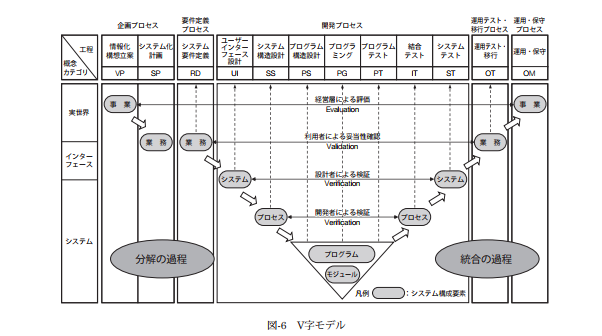 企画プロセス
要件定義
プロセス
開発プロセス
運用テスト・
移行プロセス
運用・保守
プロセス
工程
概念
カテゴリ
情報化
構想立案
システム化
計画
システム
要件定義
ユーザー
インター
フェース
設計
システム
構造設計
プログラム
構造設計
プログラ
ミング
プログラム
テスト
結合
テスト
システム
テスト
運用テスト・
移行
運用・保守
VP
SP
RD
UI
SS
PS
PG
PT
IT
ST
OT
OM
実世界
事 業
経営層による評価
Evaluation
事 業
業 務
業 務
利用者による妥当性確認
Validation
業 務
インター
フェース
システム
設計者による検証
Verification
システム
プロセス
開発者による検証
Verification
プロセス
システム
分解の過程
プログラム
モジュール
統合の過程
凡例
:システム構成要素
図-6 V字モデル